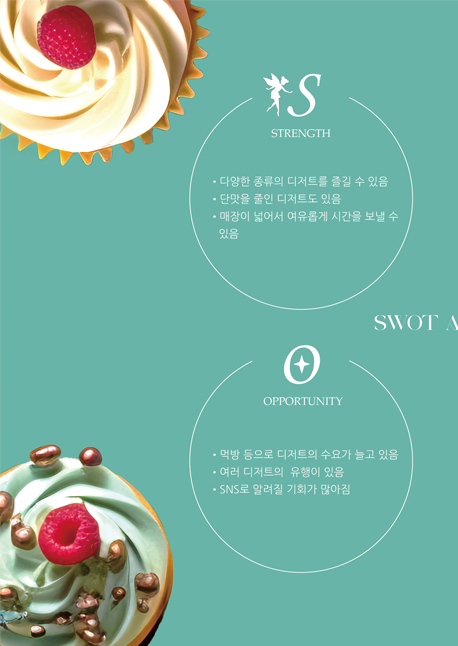 S
STRENGTH
• 다양한 종류의 디저트를 즐길 수 있음
• 단맛을 줄인 디저트도 있음
• 매장이 넓어서 여유롭게 시간을 보낼 수
있음
SWOT A
O
OPPORTUNITY
• 먹방 등으로 디저트의 수요가 늘고 있음
• 여러 디저트의 유행이 있음
• SNS로 알려질 기회가 많아짐